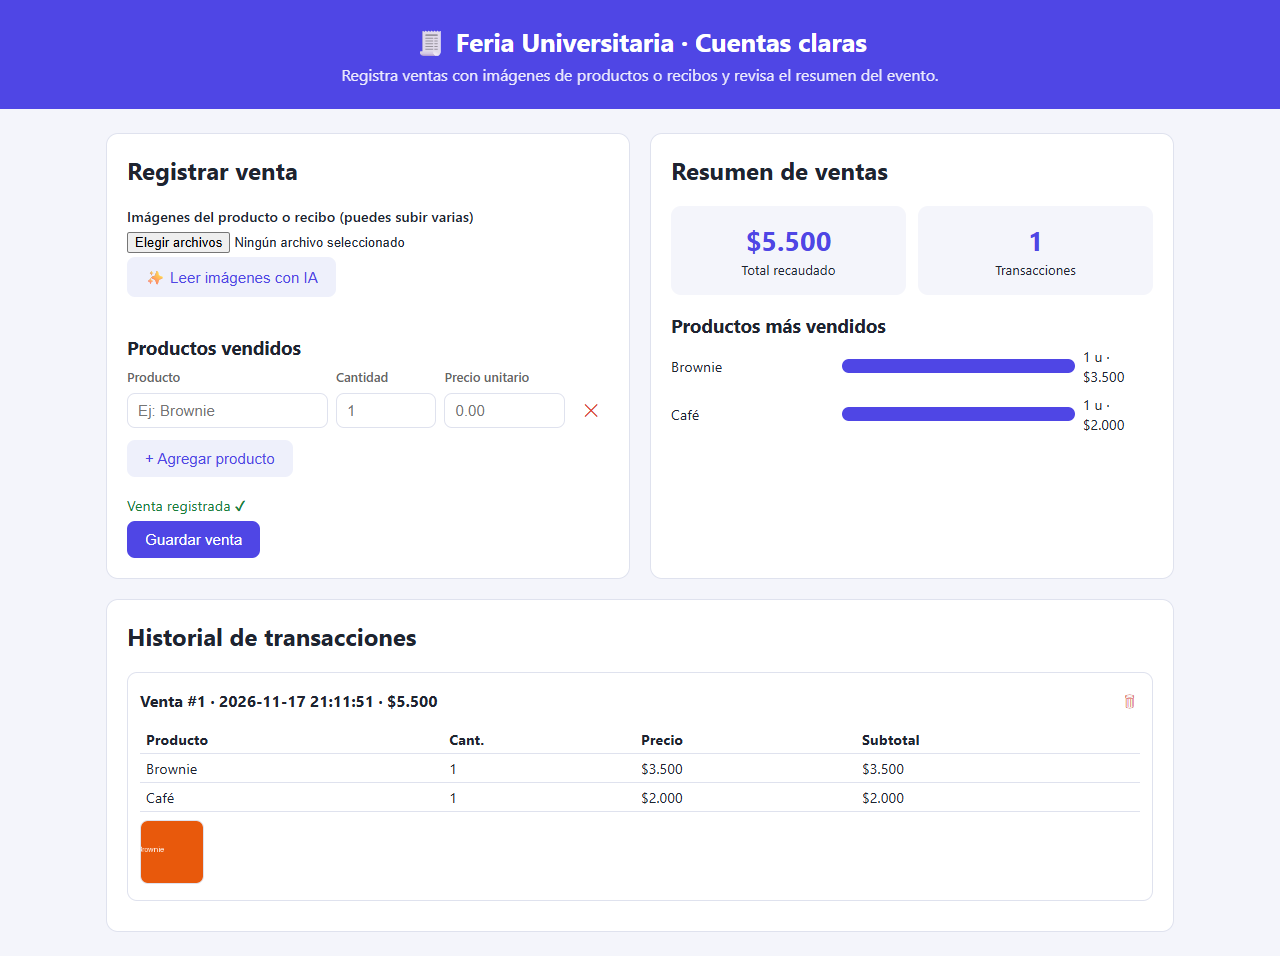 Feria Universitaria · Cuentas claras
Registra ventas con imágenes de productos o recibos y revisa el resumen del evento.
Registrar venta
Imágenes del producto o recibo (puedes subir varias)
Elegir archivos Ningún archivo seleccionado
✨ Leer imágenes con IA
Productos vendidos
Producto Cantidad Precio unitario
Ej: Brownie 1 0.00
+ Agregar producto
Venta registrada ✓
Guardar venta
Resumen de ventas
$5.500 1
Total recaudado Transacciones
Productos más vendidos
Brownie 1 u ·
$3.500
Café 1 u ·
$2.000
Historial de transacciones
Venta #1 · 2026-11-17 21:11:51 · $5.500
Producto Cant. Precio Subtotal
Brownie 1 $3.500 $3.500
Café 1 $2.000 $2.000
rownie